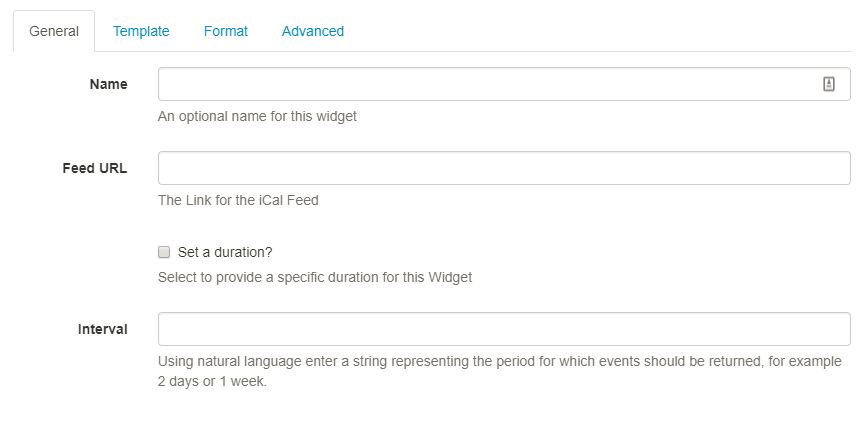 General Template Format Advanced
Name
An optional name for this widget
Feed URL
The Link for the iCal Feed
Set a duration?
Select to provide a specific duration for this Widget
Interval
Using natural language enter a string representing the period for which events should be returned, for example
2 days or 1 week.